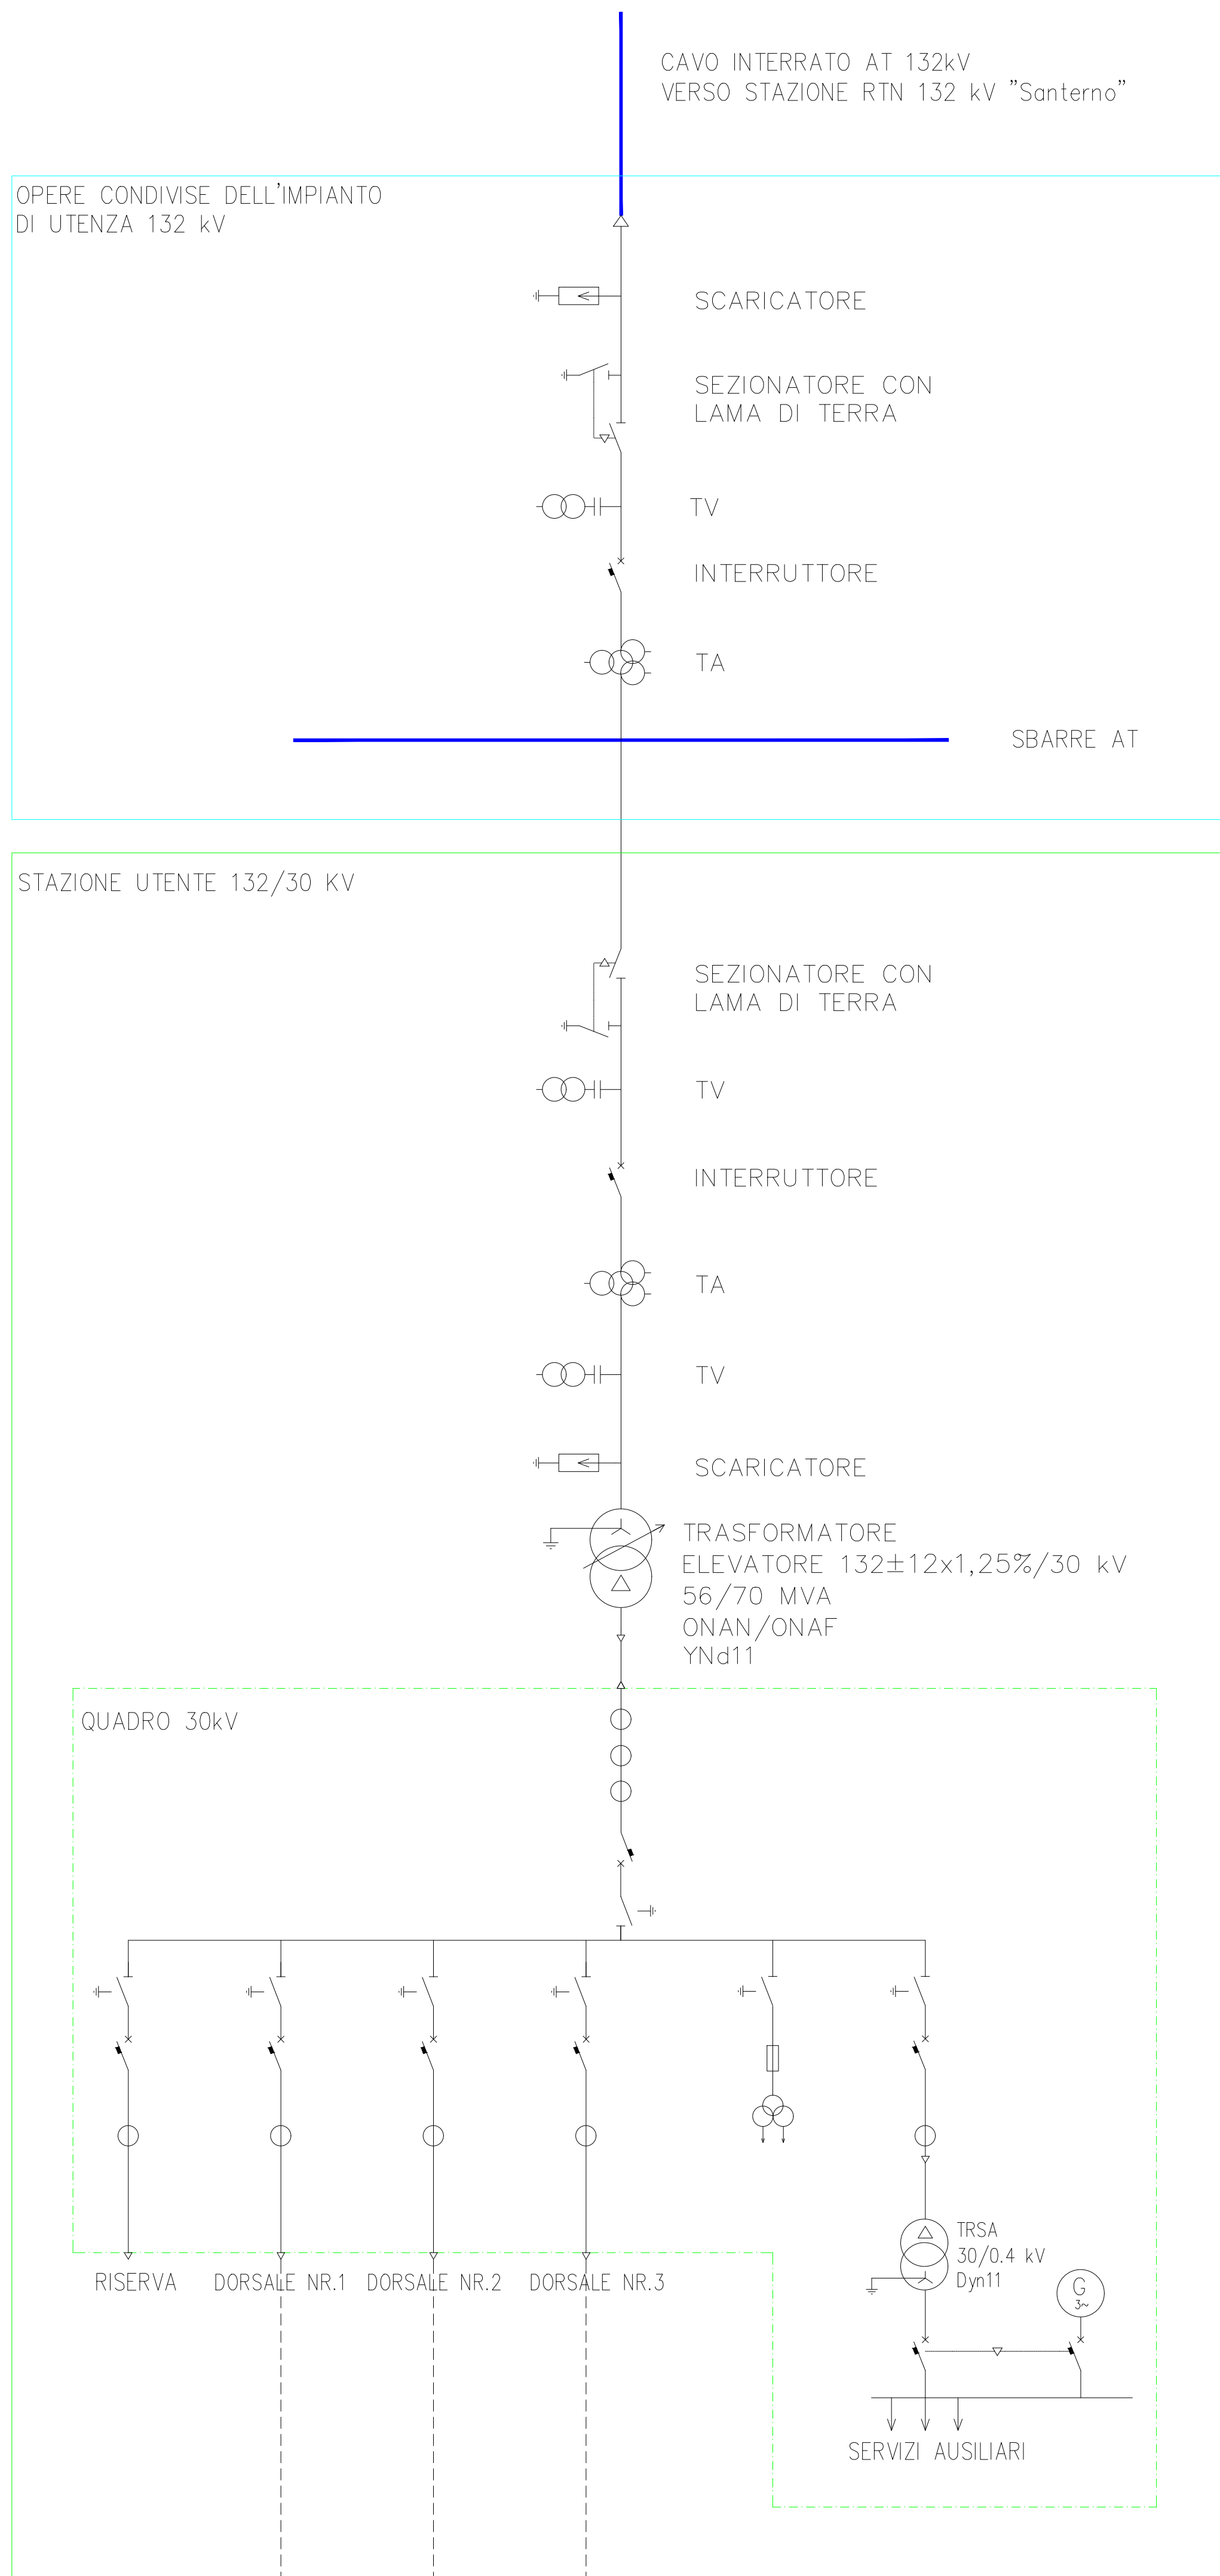 CAVO INTERRATO AT 132kV
VERSO STAZIONE RTN 132 kV "Santerno"
OPERE CONDIVISE DELL'IMPIANTO
DI UTENZA 132 kV
SCARICATORE
SEZIONATORE CON
LAMA DI TERRA
TV
INTERRUTTORE
TA
SBARRE AT
STAZIONE UTENTE 132/30 KV
SEZIONATORE CON
LAMA DI TERRA
TV
INTERRUTTORE
TA
TV
SCARICATORE
TRASFORMATORE
ELEVATORE 132±12x1,25%/30 kV
56/70 MVA
ONAN/ONAF
YNd11
QUADRO 30kV
RISERVA
DORSALE NR.1
DORSALE NR.2
DORSALE NR.3
TRSA
30/0.4 kV
Dyn11
G
3~
SERVIZI AUSILIARI